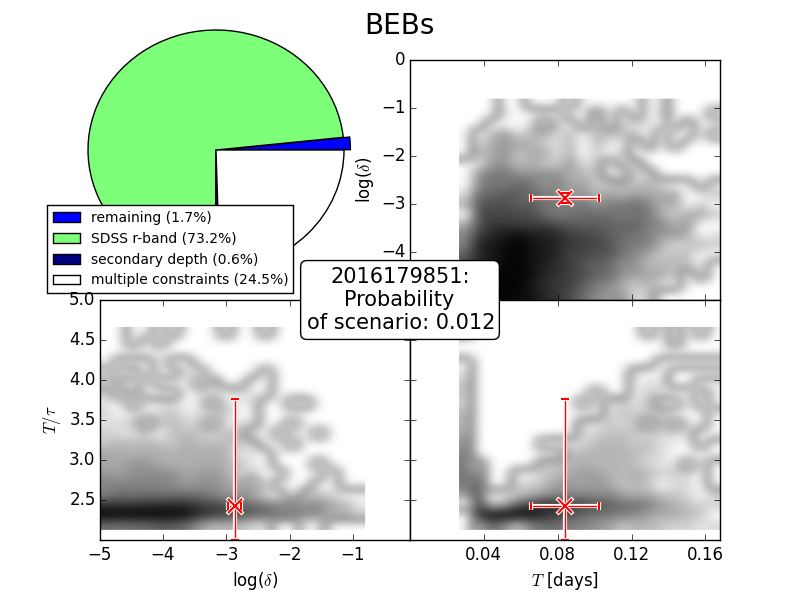 BEBs
remaining (1.7%)
SDSS r-band (73.2%)
secondary depth (0.6%)
multiple constraints (24.5%)
0
−1
−2
−3
−4
log(δ)
2016179851:
Probability
of scenario: 0.012
5.0
4.5
4.0
3.5
3.0
2.5
T/τ
−5 −4 −3 −2 −1
log(δ)
0.04 0.08 0.12 0.16
T [days]